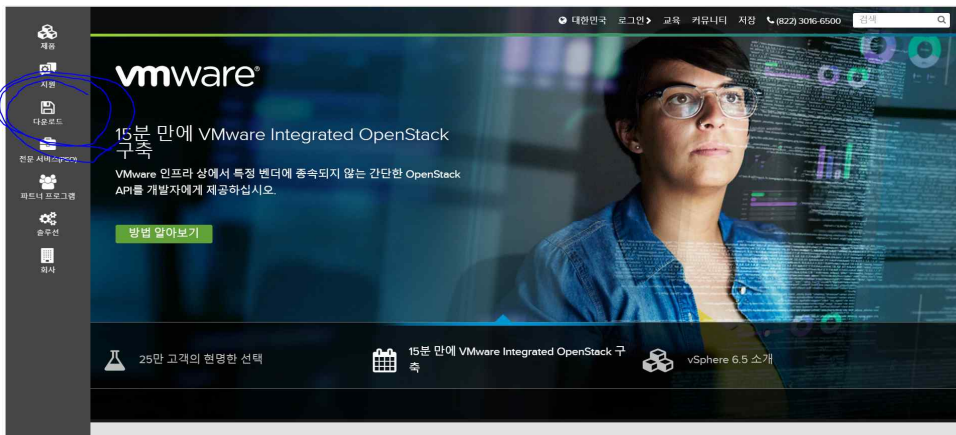 대한민국 로그인 교육 커뮤니티 저장 (822) 3016-6500 검색
제품
지원
다운로드
전문 서비스(PSO)
파트너 프로그램
솔루션
회사
vmware®
15분 만에 VMware Integrated OpenStack
구축
VMware 인프라 상에서 특정 벤더에 종속되지 않는 간단한 OpenStack
API를 개발자에게 제공하십시오.
방법 알아보기
25만 고객의 현명한 선택
15분 만에 VMware Integrated OpenStack 구
축
vSphere 6.5 소개